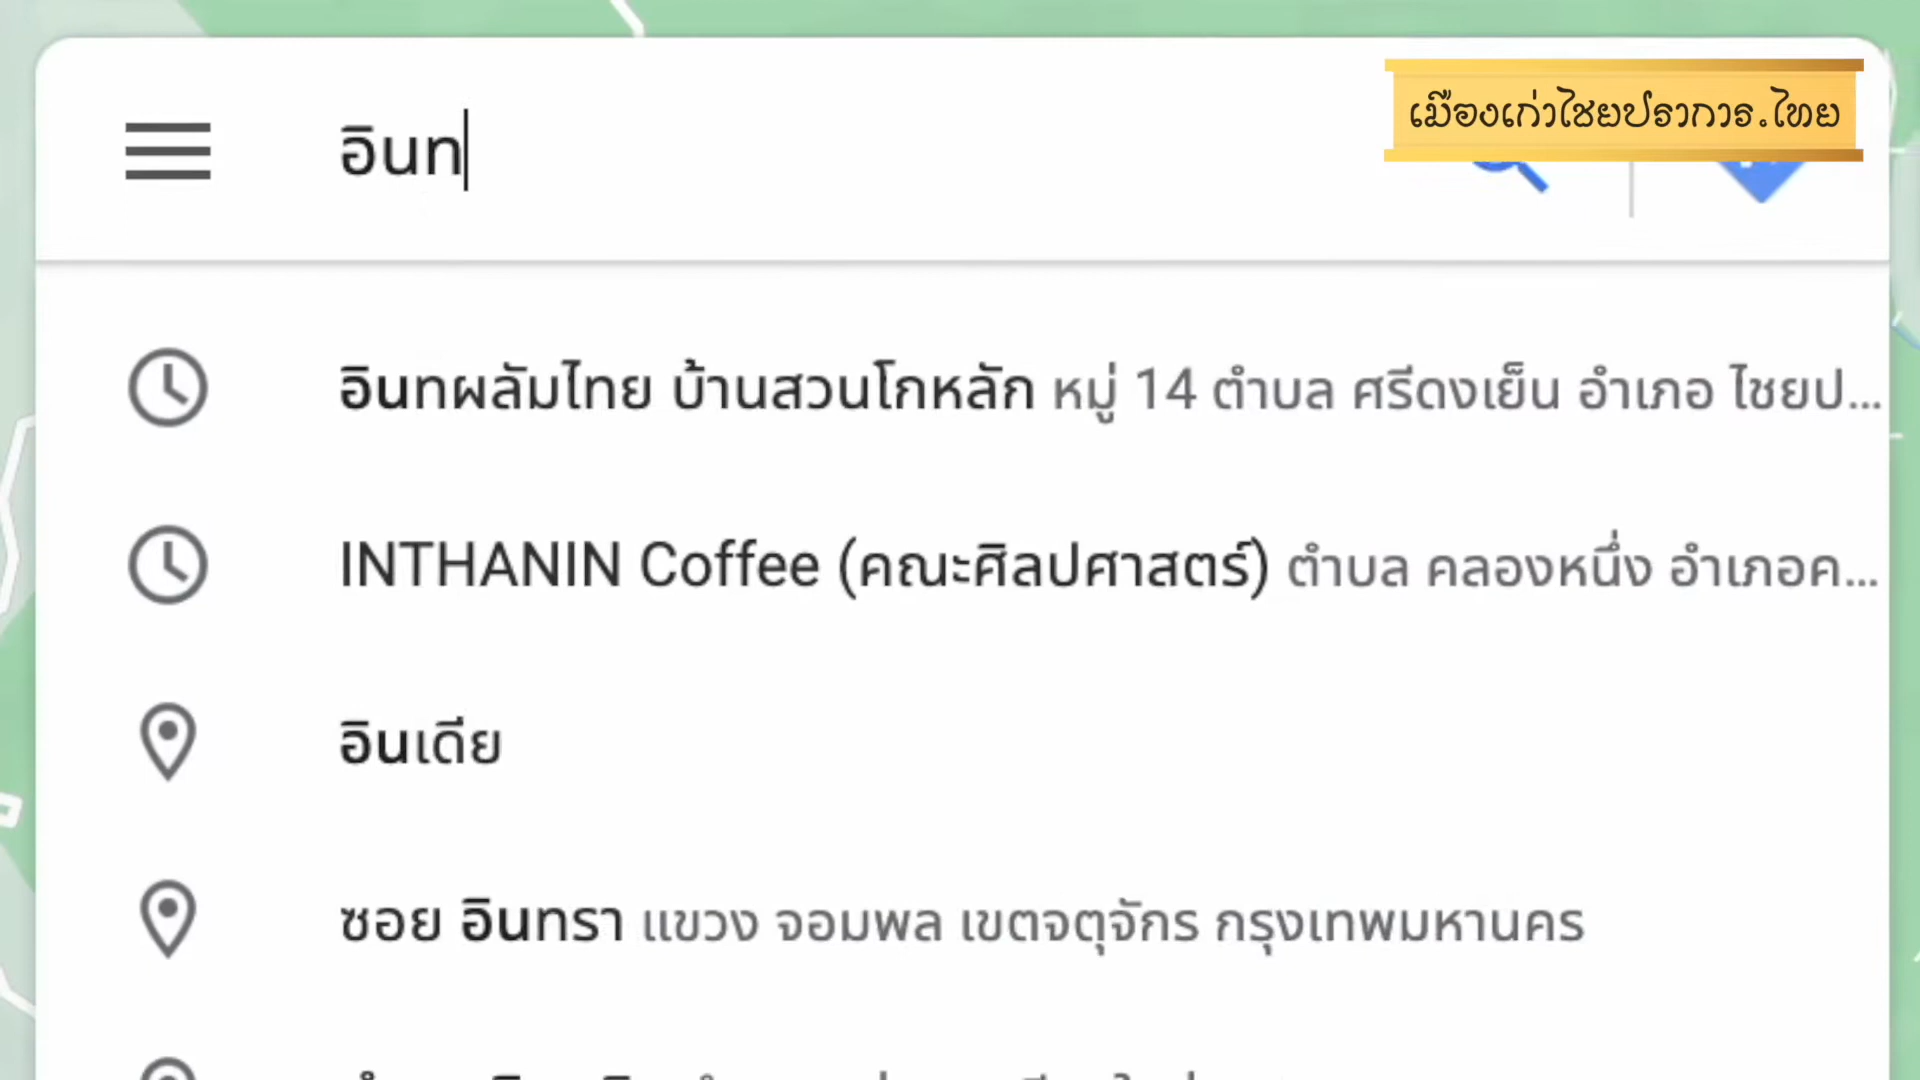 เมืองเก่าไชยปราการ.ไทย
อินท
อินทผลัมไทย บ้านสวนโกหลัก หมู่ 14 ตำบล ศรีดงเย็น อำเภอ ไชยป...
INTHANIN Coffee (คณะศิลปศาสตร์) ตำบล คลองหนึ่ง อำเภอค...
อินเดีย
ซอย อินทรา แขวง จอมพล เขตจตุจักร กรุงเทพมหานคร